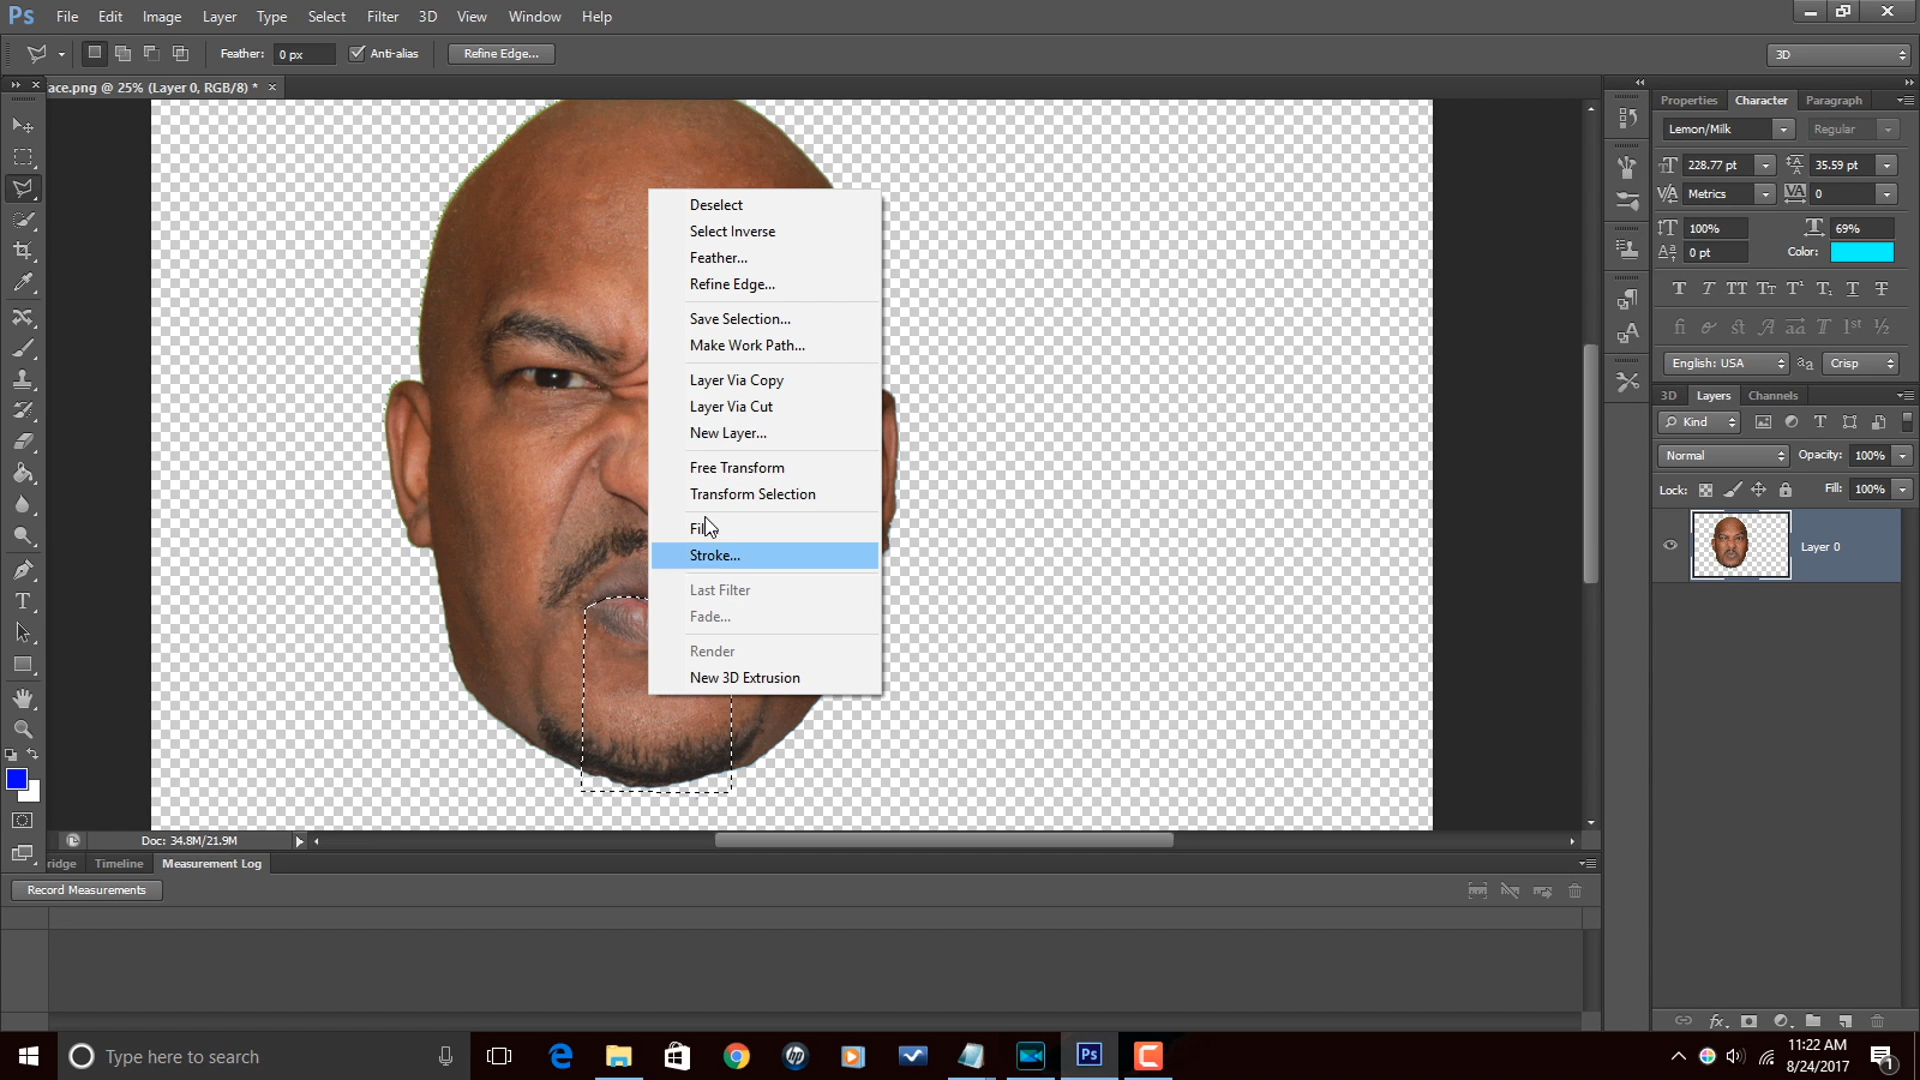 Ps File Edit Image Layer Type Select Filter 3D View Window Help
Feather: 0 px Anti-alias Refine Edge... 3D
ace.png @ 25% (Layer 0, RGB/8) *
Properties Character Paragraph
Lemon/Milk Regular
228.77 pt 35.59 pt
Metrics 0
100% 69%
0 pt Color:
English: USA Crisp
3D Layers Channels
Kind
Normal Opacity: 100%
Lock: Fill: 100%
Layer 0
Deselect
Select Inverse
Feather...
Refine Edge...
Save Selection...
Make Work Path...
Layer Via Copy
Layer Via Cut
New Layer...
Free Transform
Transform Selection
Stroke...
Last Filter
Fade...
Render
New 3D Extrusion
Doc: 34.8M/21.9M
ridge Timeline Measurement Log
Record Measurements
Type here to search
11:22 AM
8/24/2017